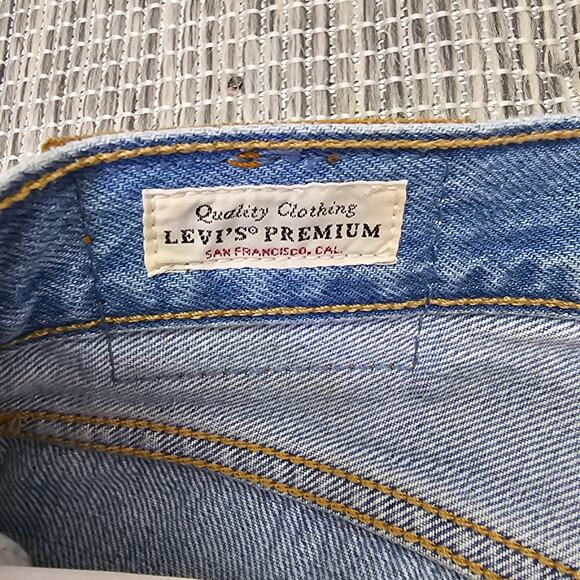 Quality Clothing
LEVI'S® PREMIUM
SAN FRANCISCO, CAL.